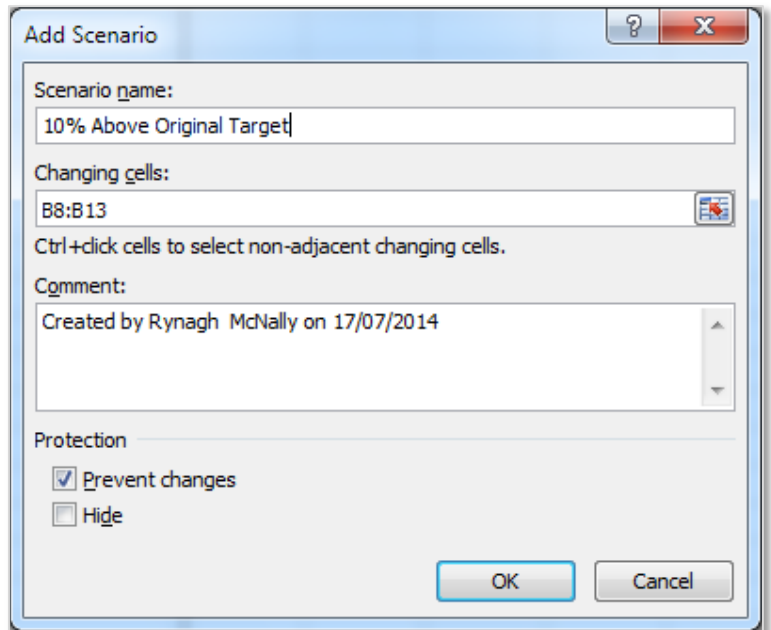 Add Scenario
Scenario name:
10% Above Original Target
Changing cells:
B8:B13
Ctrl+click cells to select non-adjacent changing cells.
Comment:
Created by Rynagh McNally on 17/07/2014
Protection
Prevent changes
Hide
OK
Cancel